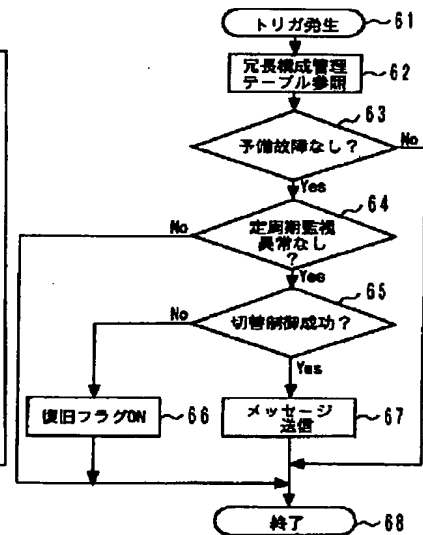 トリガ発生 61
冗長構成管理
テーブル参照 62
63
予備故障なし? No
Yes
64
No 定周期監視
異常なし
?
Yes
65
No 切替制御成功?
Yes
復旧フラグON 66
メッセージ
送信 67
終了 68